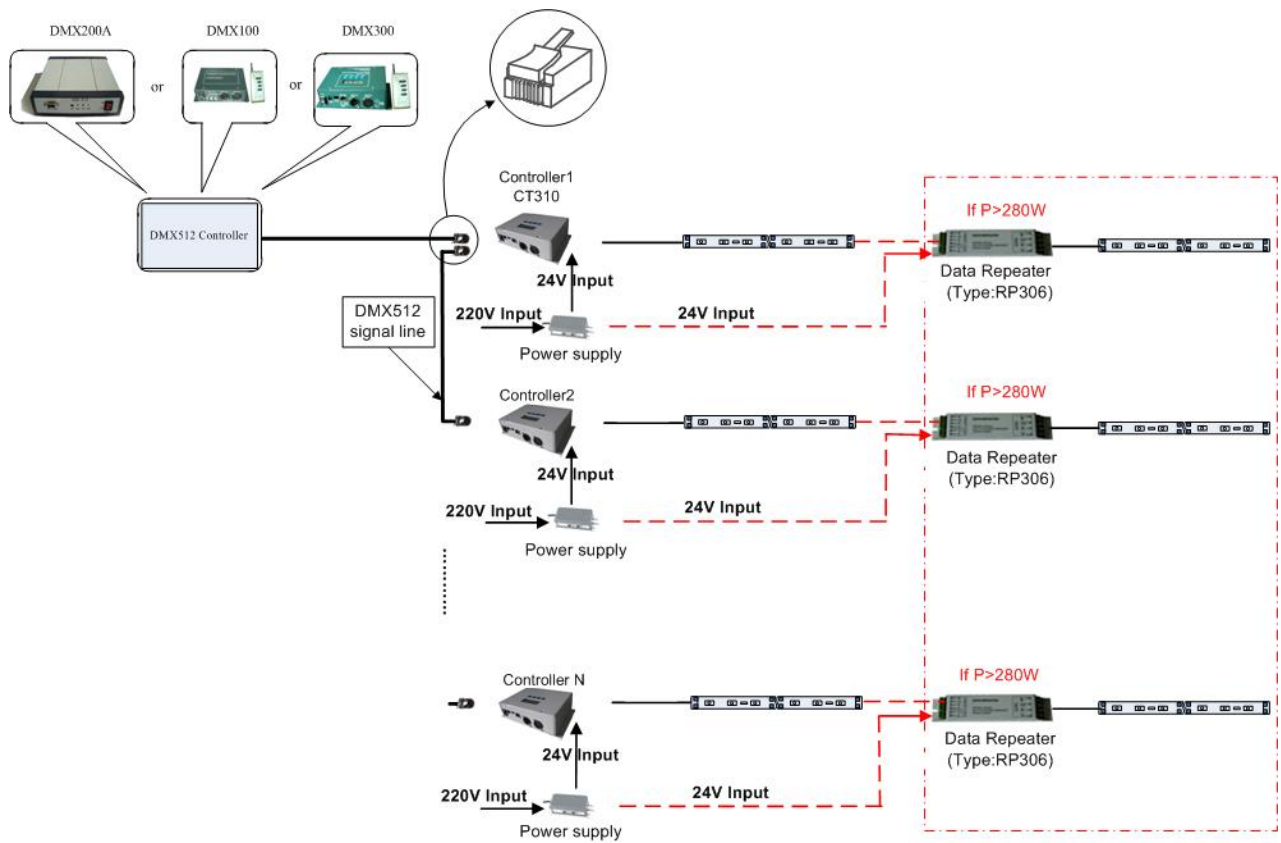 DMX200A
DMX100
DMX300
or
or
DMX512 Controller
Controller1
CT310
If P>280W
24V Input
Data Repeater
(Type:RP306)
DMX512
signal line
220V Input
24V Input
Power supply
Controller2
If P>280W
24V Input
Data Repeater
(Type:RP306)
220V Input
24V Input
Power supply
Controller N
If P>280W
24V Input
Data Repeater
(Type:RP306)
220V Input
24V Input
Power supply